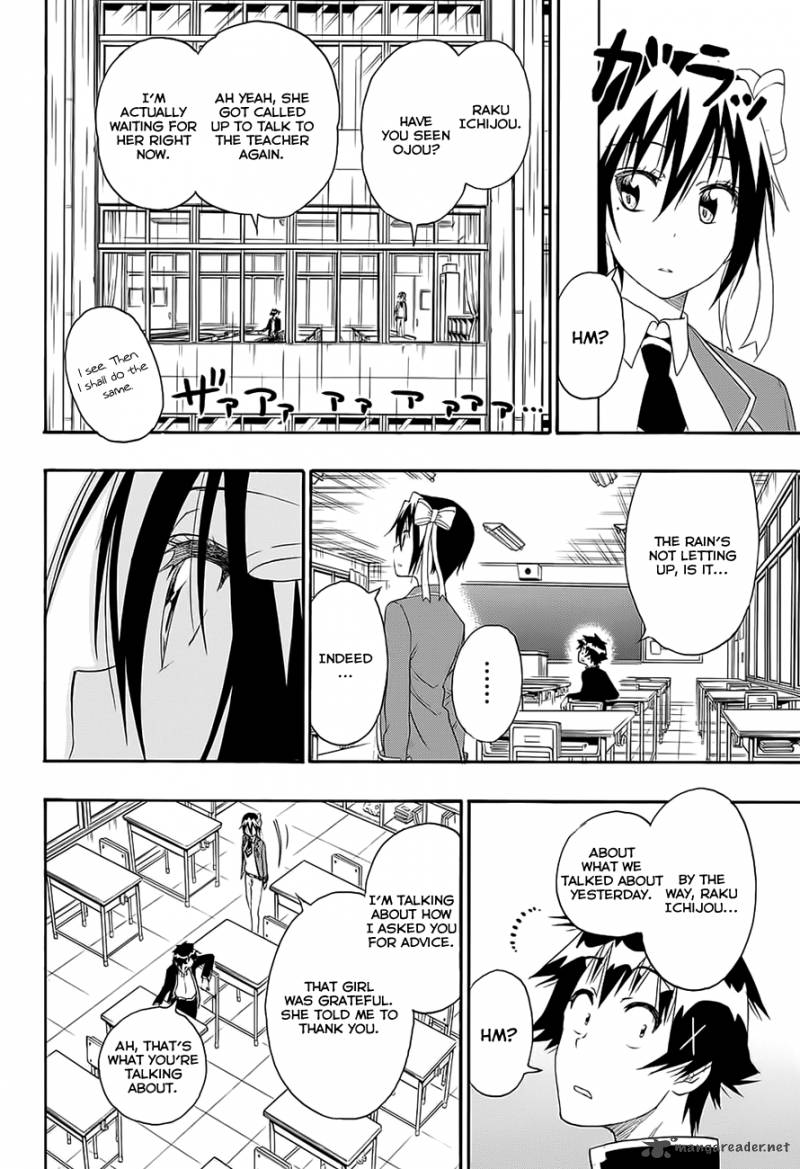 ガラッ
HM?
RAKU
ICHIJOU.
HAVE
YOU SEEN
OJOU?
AH YEAH, SHE
GOT CALLED
UP TO TALK TO
THE TEACHER
AGAIN.
I'M
ACTUALLY
WAITING FOR
HER RIGHT
NOW.
I see. Then
I shall do the
same.
ザァァァ ァ ァ ァ...
THE RAIN'S
NOT LETTING
UP, IS IT...
......
INDEED
...
BY THE
WAY, RAKU
ICHIJOU...
ABOUT
WHAT WE
TALKED ABOUT
YESTERDAY.
HM?
I'M TALKING
ABOUT HOW
I ASKED YOU
FOR ADVICE.
THAT GIRL
WAS GRATEFUL.
SHE TOLD ME TO
THANK YOU.
AH, THAT'S
WHAT YOU'RE
TALKING
ABOUT.
mangareader.net